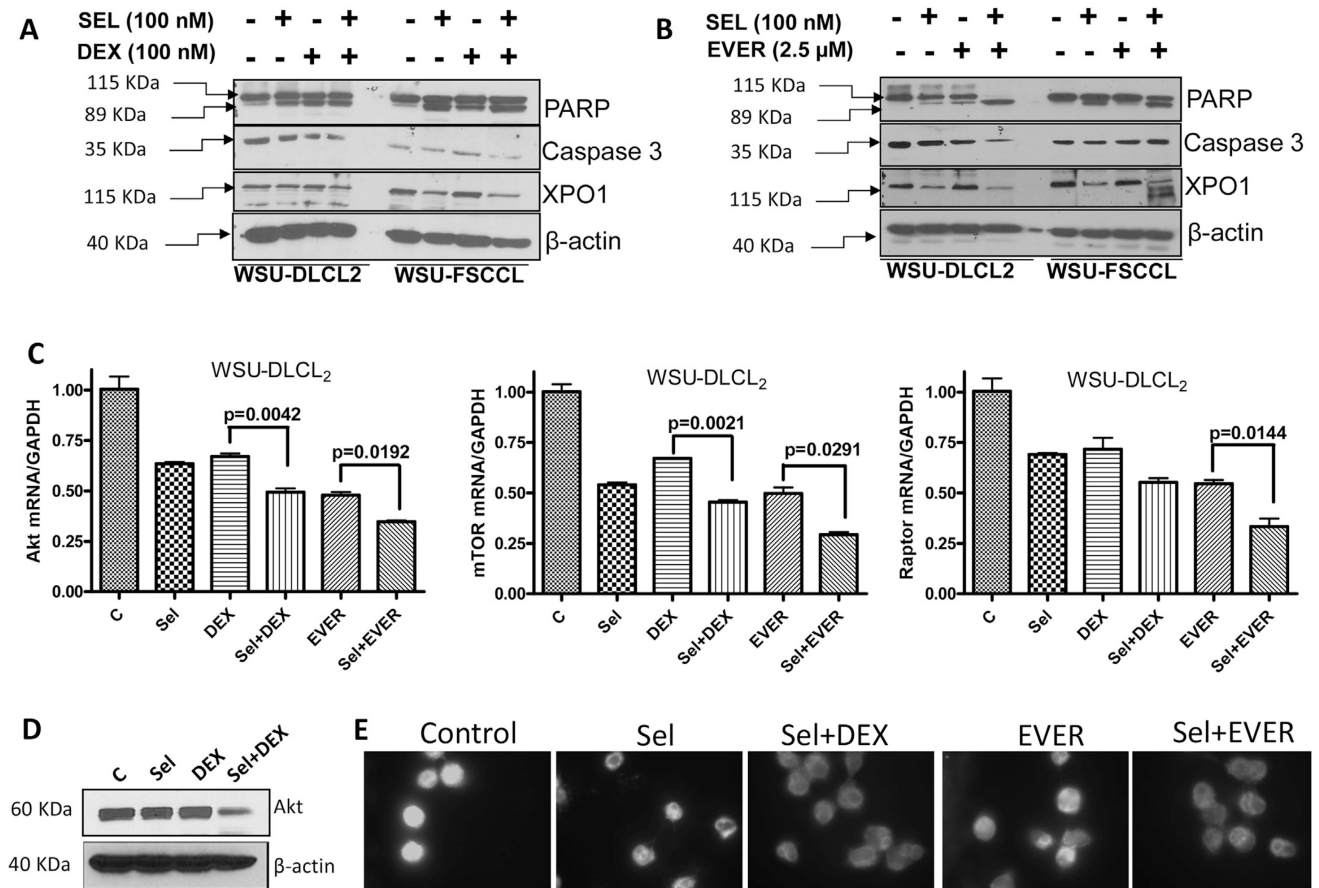 A
SEL (100 nM) - + - + - + - +
DEX (100 nM) - - + + - - + +
115 KDa
89 KDa
PARP
35 KDa
Caspase 3
115 KDa
XPO1
40 KDa
β-actin
WSU-DLCL2 WSU-FSCCL
B
SEL (100 nM) - + - + - + - +
EVER (2.5 µM) - - + + - - + +
115 KDa
89 KDa
PARP
35 KDa
Caspase 3
115 KDa
XPO1
40 KDa
β-actin
WSU-DLCL2 WSU-FSCCL
C
WSU-DLCL₂
Akt mRNA/GAPDH
1.00
0.75
0.50
0.25
0.00
p=0.0042
p=0.0192
C Sel DEX Sel+DEX EVER Sel+EVER
WSU-DLCL₂
mTOR mRNA/GAPDH
1.00
0.75
0.50
0.25
0.00
p=0.0021
p=0.0291
C Sel DEX Sel+DEX EVER Sel+EVER
WSU-DLCL₂
Raptor mRNA/GAPDH
1.00
0.75
0.50
0.25
0.00
p=0.0144
C Sel DEX Sel+DEX EVER Sel+EVER
D
C Sel DEX Sel+DEX
60 KDa
Akt
40 KDa
β-actin
E
Control Sel Sel+DEX EVER Sel+EVER